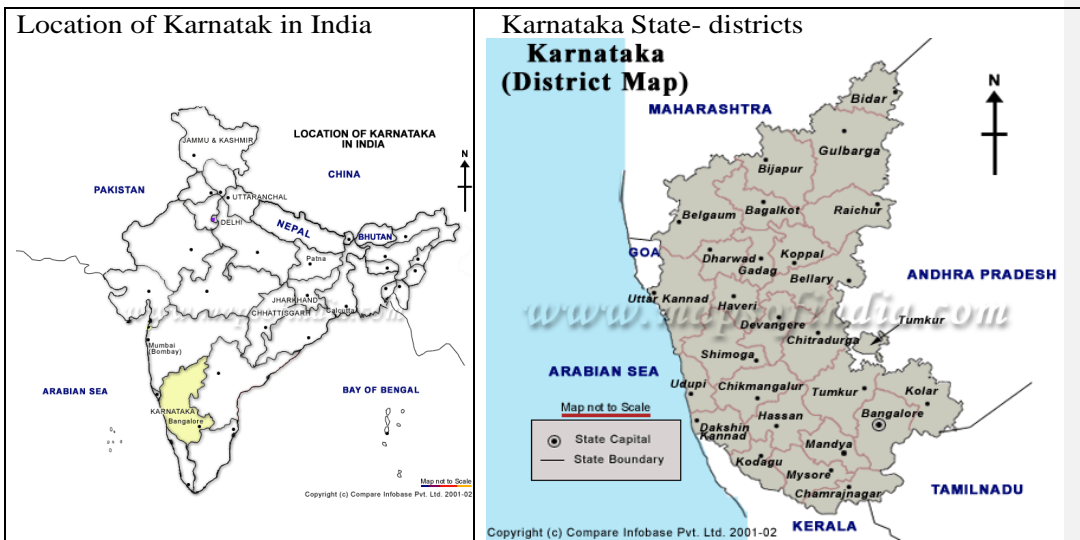 Location of Karnatak in India
LOCATION OF KARNATAKA
IN INDIA
N
JAMMU & KASHMIR
CHINA
PAKISTAN
UTTARANCHAL
DELHI
NEPAL
BHUTAN
Patna
JHARKHAND
CHHATTISGARH
Calcutta
Mumbai
(Bombay)
ARABIAN SEA
BAY OF BENGAL
KARNATAKA
Bangalore
Map not to Scale
Copyright (c) Compare Infobase Pvt. Ltd. 2001-02
Karnataka State- districts
Karnataka
(District Map)
N
MAHARASHTRA
Bidar
Gulbarga
Bijapur
Bagalkot
Raichur
Belgaum
GOA
Dharwad
Gadag
Koppal
Bellary
ANDHRA PRADESH
Uttar Kannad
Haveri
www.mapsofindia.com
Devangere
Tumkur
Chitradurga
Shimoga
ARABIAN SEA
Udupi
Chikmangalur
Tumkur
Kolar
Map not to Scale
Hassan
Bangalore
Dakshin
Kannad
State Capital
State Boundary
Mandya
Kodagu
Mysore
Chamrajnagar
TAMILNADU
KERALA
Copyright (c) Compare Infobase Pvt. Ltd. 2001-02